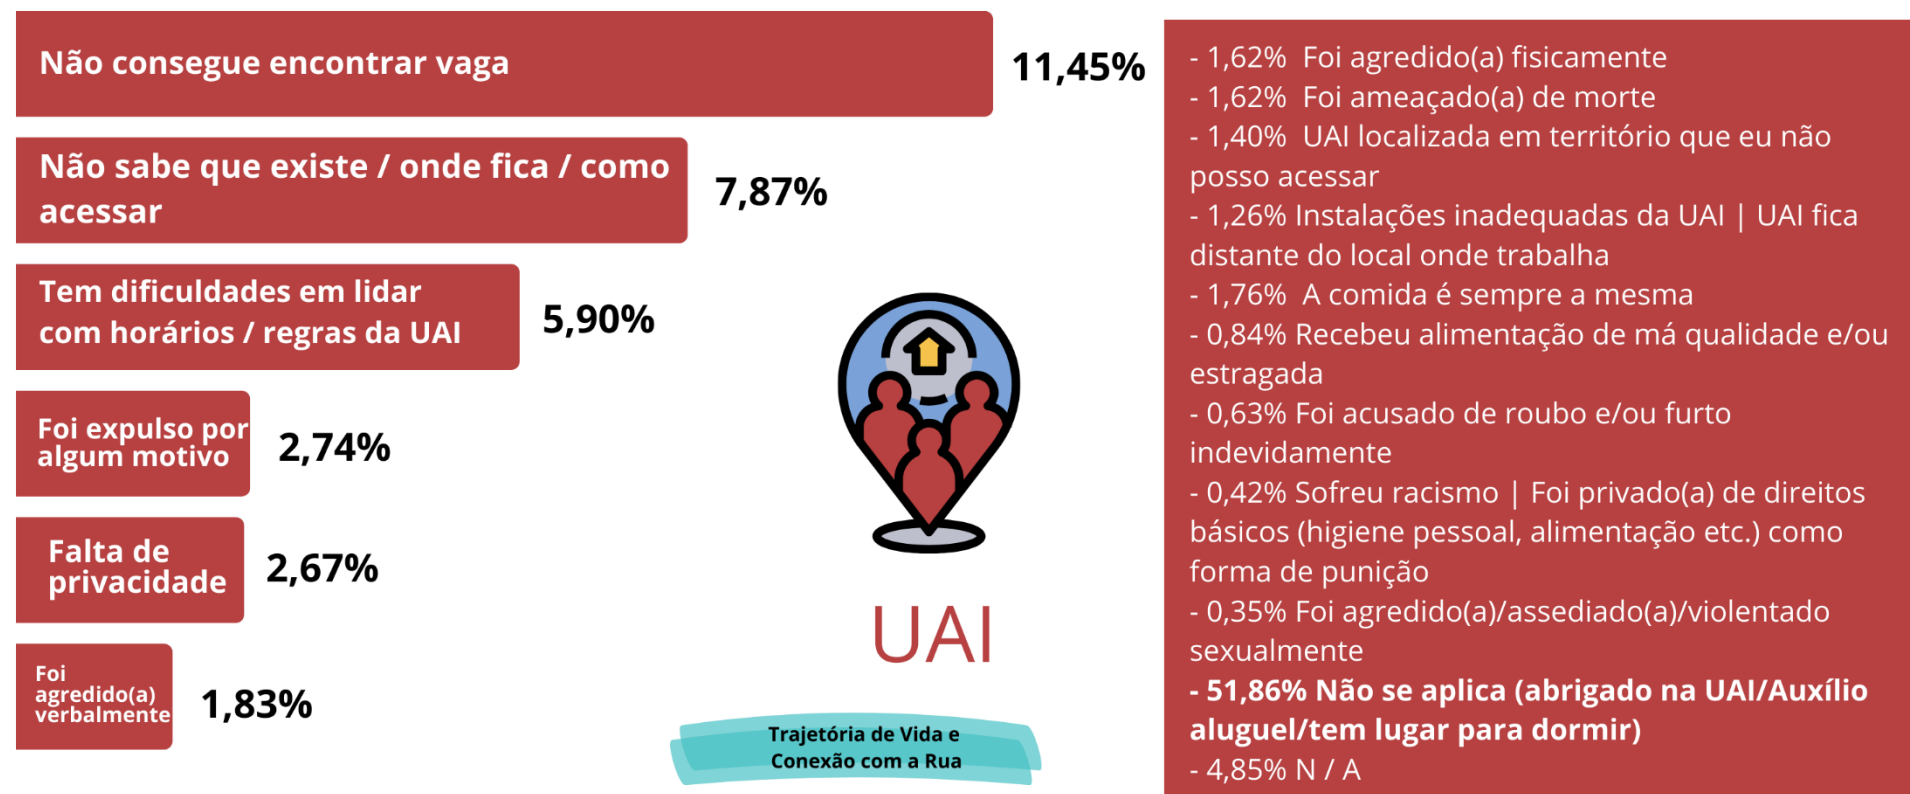 Não consegue encontrar vaga
11,45%
Não sabe que existe / onde fica / como
acessar
7,87%
Tem dificuldades em lidar
com horários / regras da UAI
5,90%
Foi expulso por
algum motivo
2,74%
Falta de
privacidade
2,67%
Foi
agredido(a)
verbalmente
1,83%
UAI
Trajetória de Vida e
Conexão com a Rua
- 1,62%  Foi agredido(a) fisicamente
- 1,62%  Foi ameaçado(a) de morte
- 1,40%  UAI localizada em território que eu não
posso acessar
- 1,26% Instalações inadequadas da UAI | UAI fica
distante do local onde trabalha
- 1,76%  A comida é sempre a mesma
- 0,84% Recebeu alimentação de má qualidade e/ou
estragada
- 0,63% Foi acusado de roubo e/ou furto
indevidamente
- 0,42% Sofreu racismo | Foi privado(a) de direitos
básicos (higiene pessoal, alimentação etc.) como
forma de punição
- 0,35% Foi agredido(a)/assediado(a)/violentado
sexualmente
- 51,86% Não se aplica (abrigado na UAI/Auxílio
aluguel/tem lugar para dormir)
- 4,85% N / A